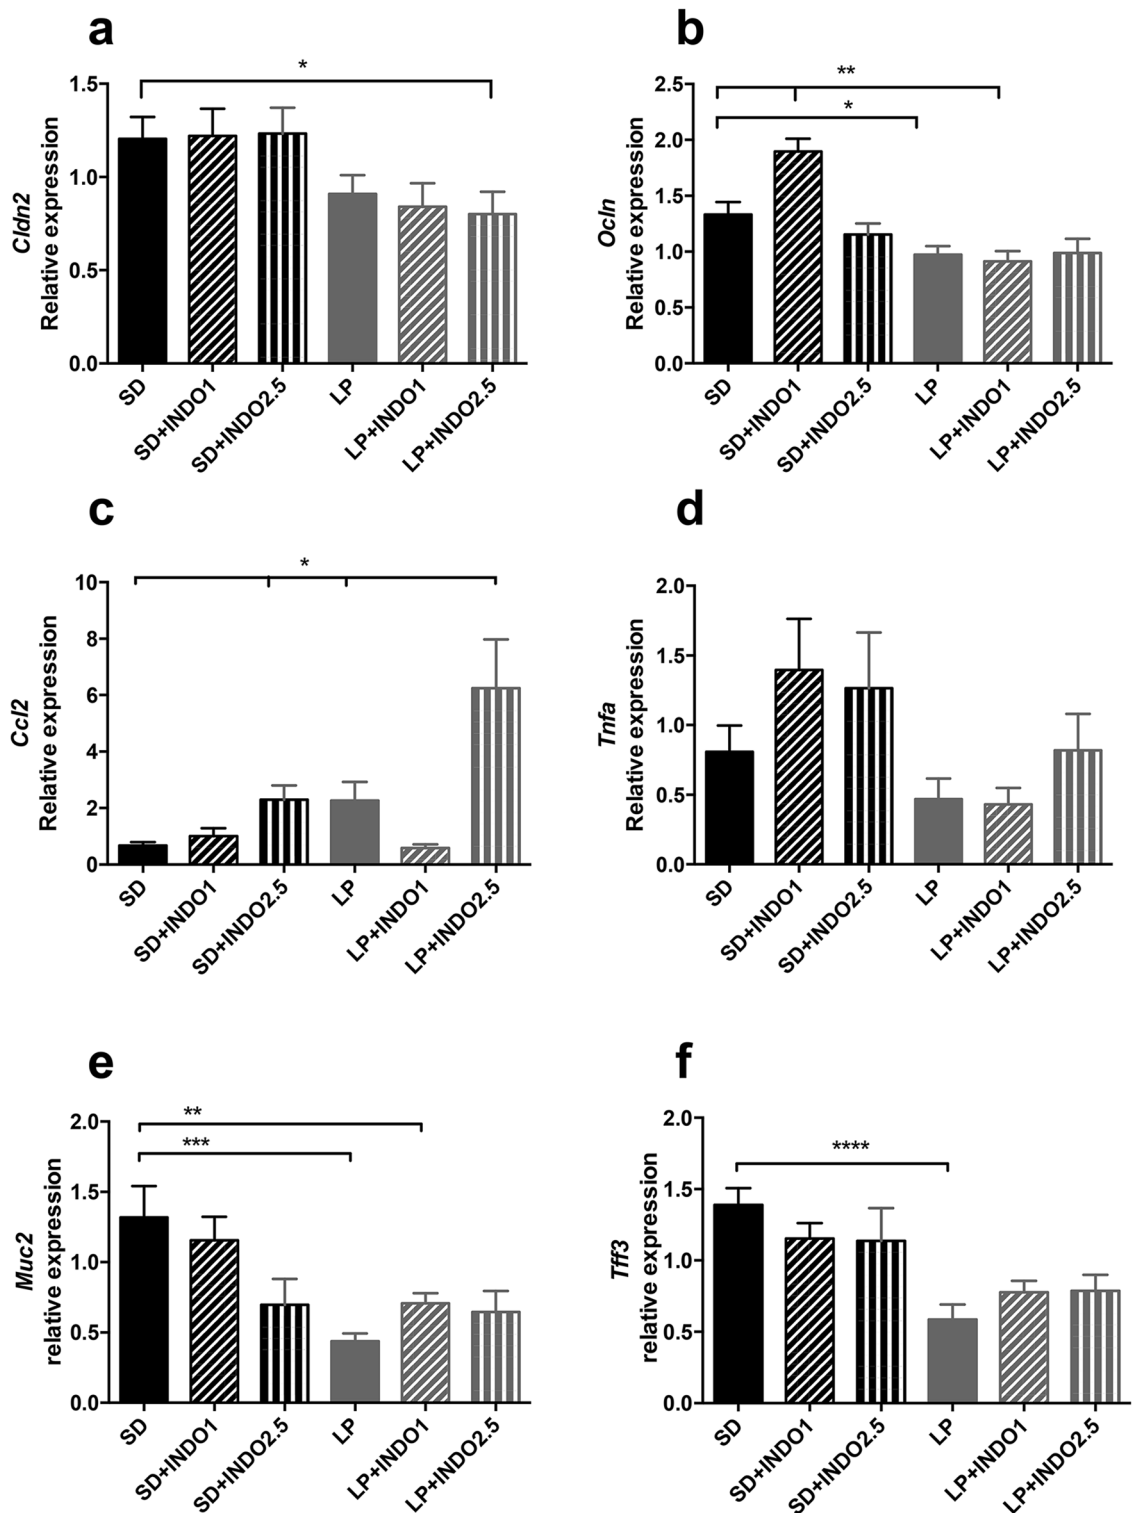 a
*
Cldn2
Relative expression
1.5
1.0
0.5
0.0
SD
SD+INDO1
SD+INDO2.5
LP
LP+INDO1
LP+INDO2.5
b
**
*
Ocln
Relative expression
2.5
2.0
1.5
1.0
0.5
0.0
SD
SD+INDO1
SD+INDO2.5
LP
LP+INDO1
LP+INDO2.5
c
*
Ccl2
Relative expression
10
8
6
4
2
0
SD
SD+INDO1
SD+INDO2.5
LP
LP+INDO1
LP+INDO2.5
d
Tnfa
Relative expression
2.0
1.5
1.0
0.5
0.0
SD
SD+INDO1
SD+INDO2.5
LP
LP+INDO1
LP+INDO2.5
e
**
***
Muc2
relative expression
2.0
1.5
1.0
0.5
0.0
SD
SD+INDO1
SD+INDO2.5
LP
LP+INDO1
LP+INDO2.5
f
****
Tff3
relative expression
2.0
1.5
1.0
0.5
0.0
SD
SD+INDO1
SD+INDO2.5
LP
LP+INDO1
LP+INDO2.5